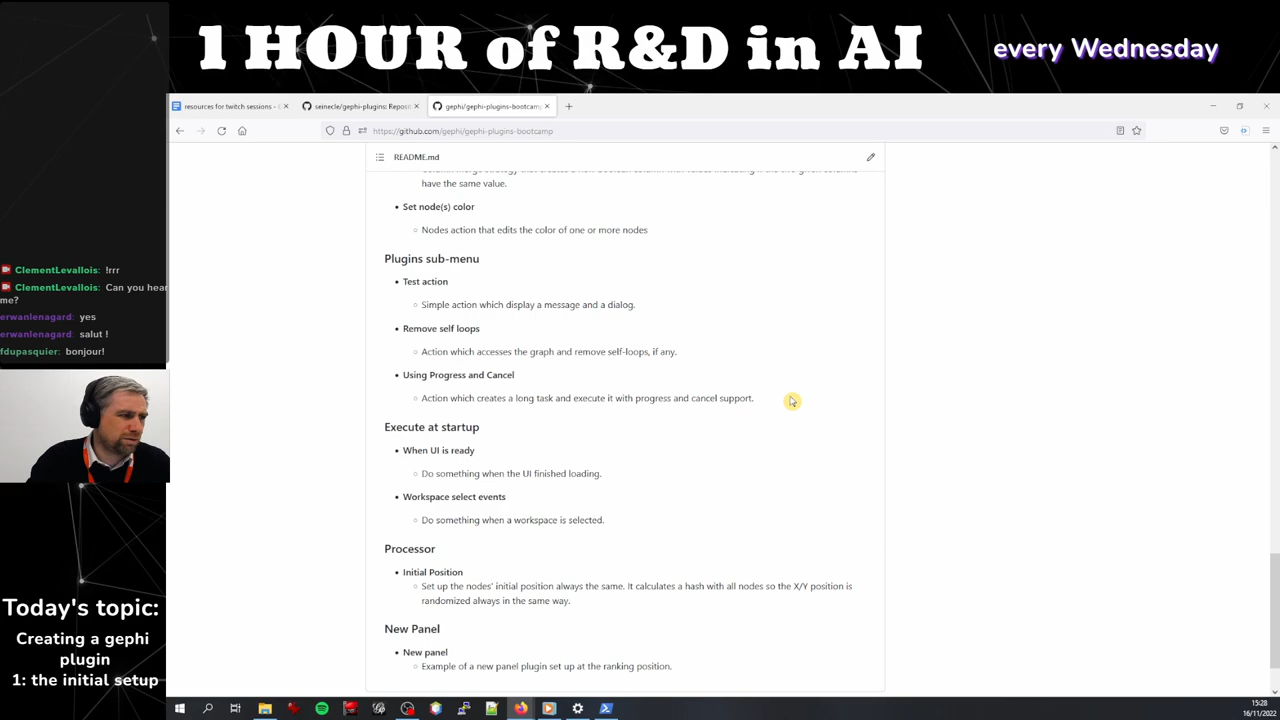 1 HOUR of R&D in AI
every Wednesday
resources for twitch sessions - G
seinecle/gephi-plugins: Reposi
gephi/gephi-plugins-bootcamp
https://github.com/gephi/gephi-plugins-bootcamp
README.md
have the same value.
Set node(s) color
Nodes action that edits the color of one or more nodes
Plugins sub-menu
Test action
Simple action which display a message and a dialog.
Remove self loops
Action which accesses the graph and remove self-loops, if any.
Using Progress and Cancel
Action which creates a long task and execute it with progress and cancel support.
Execute at startup
When UI is ready
Do something when the UI finished loading.
Workspace select events
Do something when a workspace is selected.
Processor
Initial Position
Set up the nodes' initial position always the same. It calculates a hash with all nodes so the X/Y position is
randomized always in the same way.
New Panel
New panel
Example of a new panel plugin set up at the ranking position.
ClementLevallois: !rrr
ClementLevallois: Can you hear
me?
erwanlenagard: yes
erwanlenagard: salut !
fdupasquier: bonjour!
Today's topic:
Creating a gephi
plugin
1: the initial setup
15:28
16/11/2022